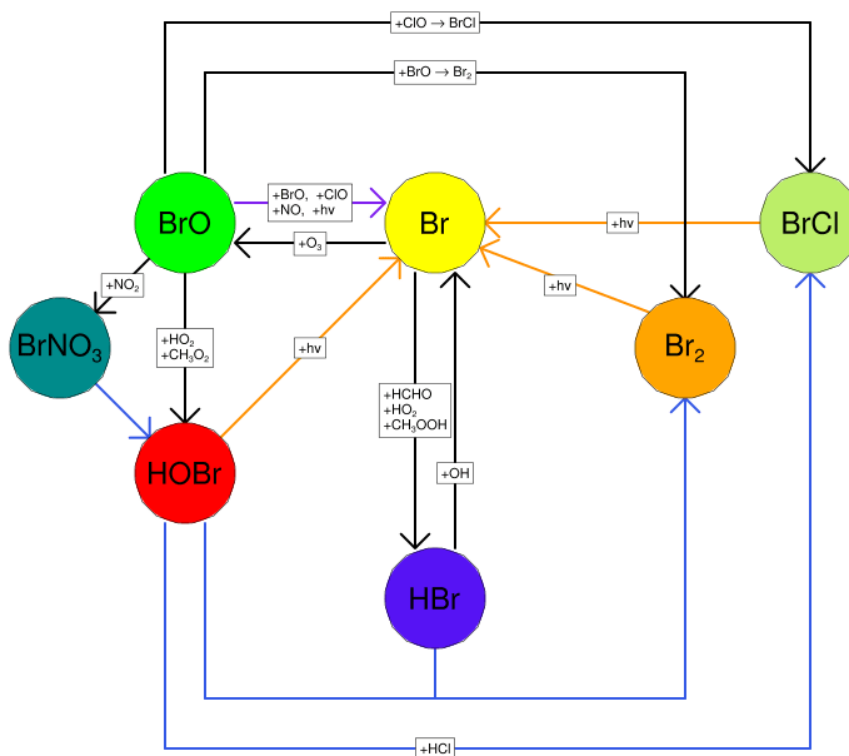 +ClO → BrCl
+BrO → Br₂
BrO
+BrO, +ClO
+NO, +hv
Br
+hv
BrCl
+O₃
+NO₂
+hv
BrNO₃
+HO₂
+CH₃O₂
+hv
Br₂
+HCHO
+HO₂
+CH₃OOH
HOBr
+OH
HBr
+HCl